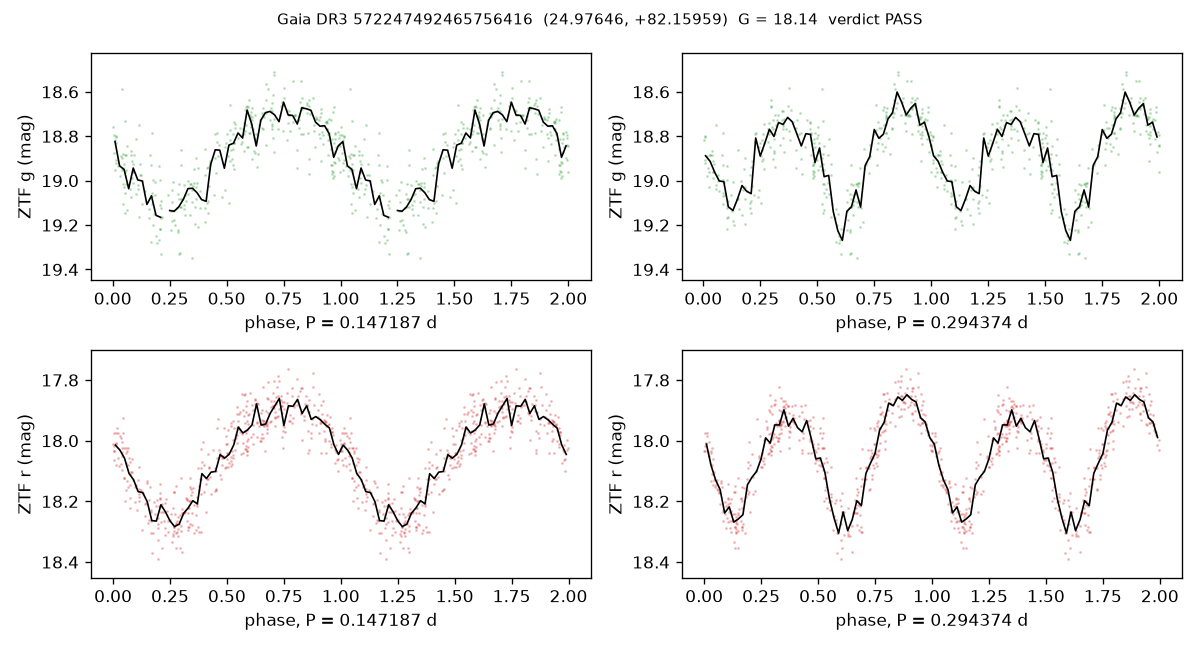 Gaia DR3 572247492465756416  (24.97646, +82.15959)  G = 18.14  verdict PASS
ZTF g (mag)
18.6
18.8
19.0
19.2
19.4
0.00 0.25 0.50 0.75 1.00 1.25 1.50 1.75 2.00
phase, P = 0.147187 d
ZTF g (mag)
18.6
18.8
19.0
19.2
19.4
0.00 0.25 0.50 0.75 1.00 1.25 1.50 1.75 2.00
phase, P = 0.294374 d
ZTF r (mag)
17.8
18.0
18.2
18.4
0.00 0.25 0.50 0.75 1.00 1.25 1.50 1.75 2.00
phase, P = 0.147187 d
ZTF r (mag)
17.8
18.0
18.2
18.4
0.00 0.25 0.50 0.75 1.00 1.25 1.50 1.75 2.00
phase, P = 0.294374 d